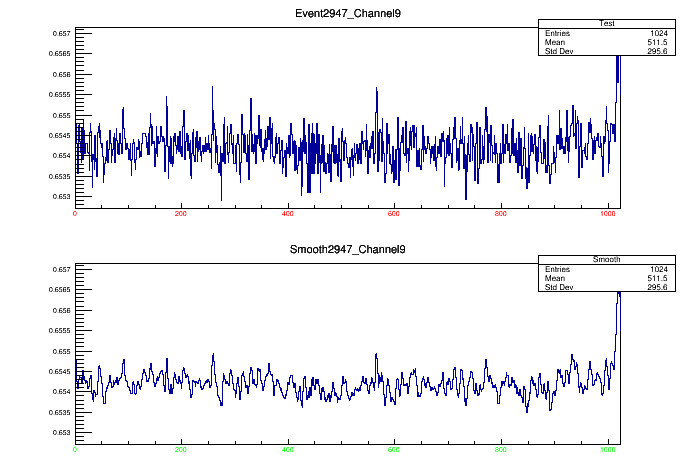 Event2947_Channel9
Test
Entries 1024
Mean 511.5
Std Dev 295.6
0.657
0.6565
0.656
0.6555
0.655
0.6545
0.654
0.6535
0.653
0 200 400 600 800 1000
Smooth2947_Channel9
Smooth
Entries 1024
Mean 511.5
Std Dev 295.6
0.657
0.6565
0.656
0.6555
0.655
0.6545
0.654
0.6535
0.653
0 200 400 600 800 1000